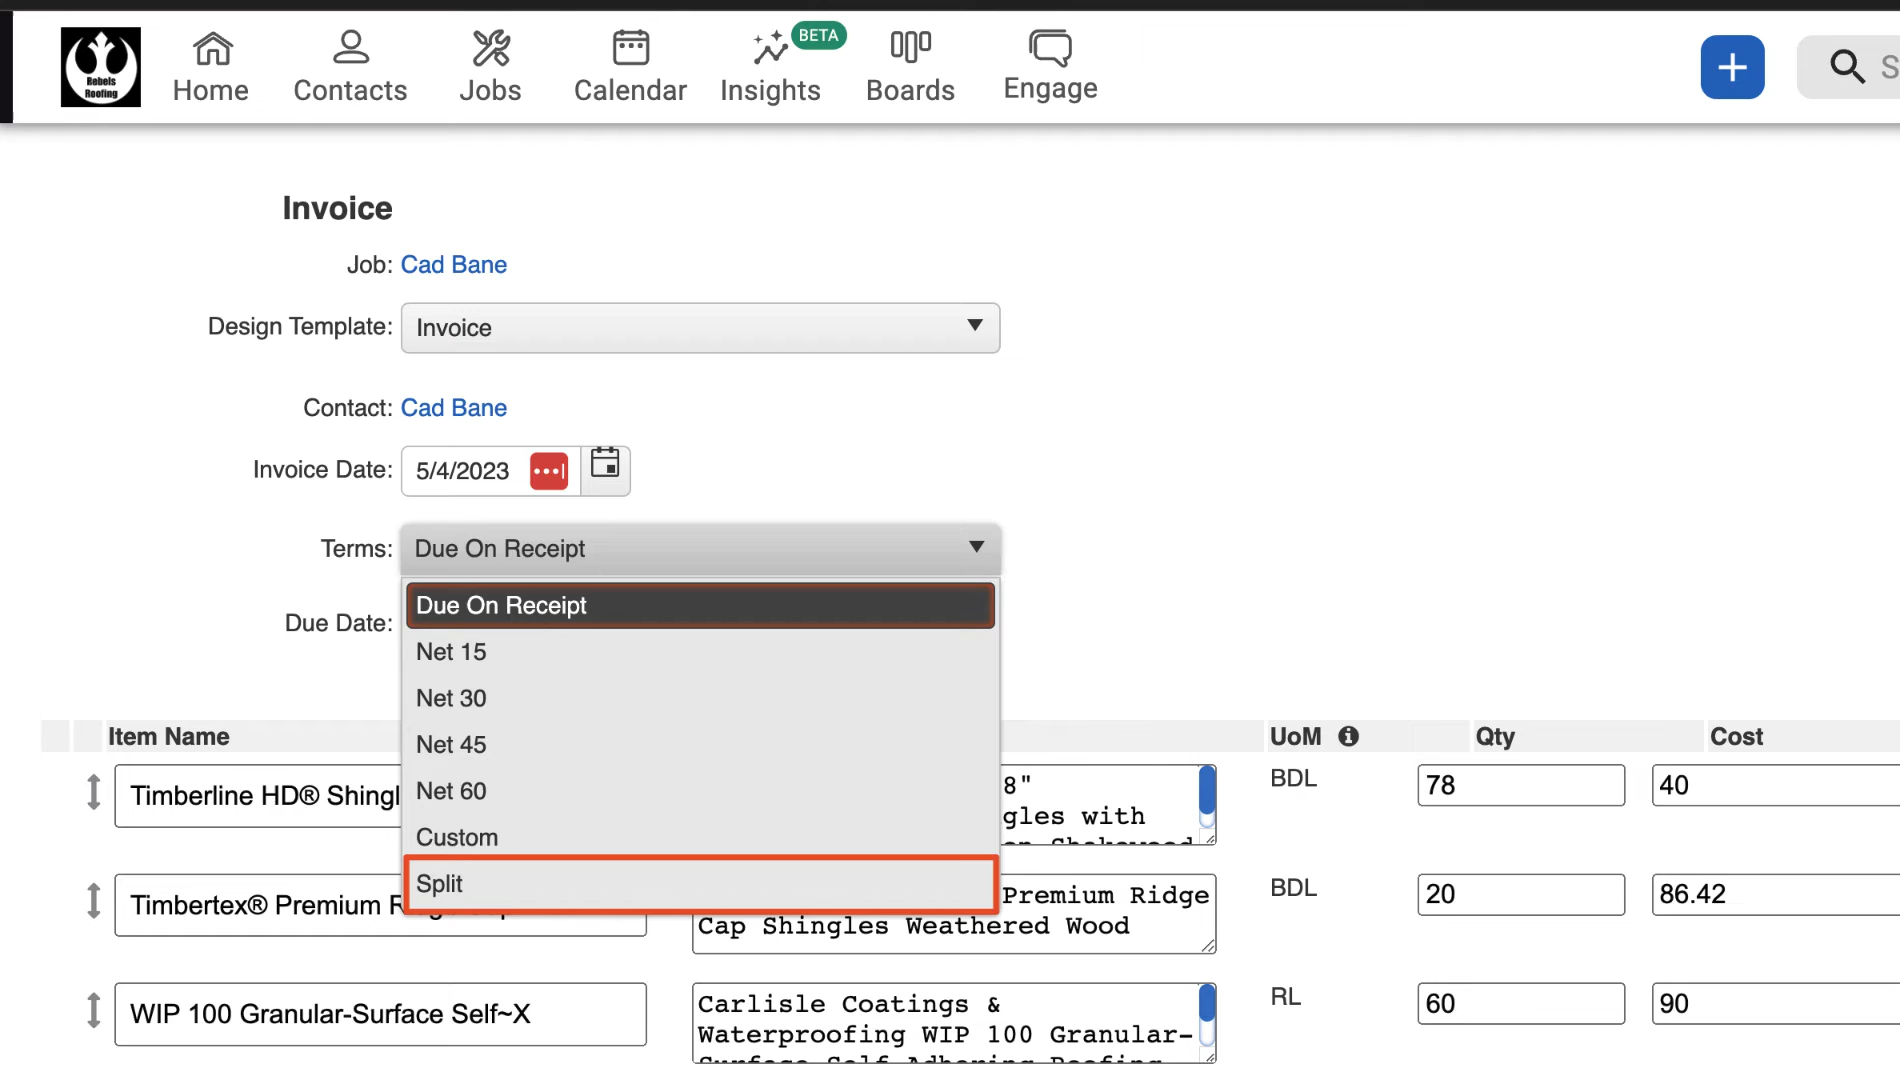 BETA
Rebels
Roofing
Home
Contacts
Jobs
Calendar
Insights
Boards
Engage
S
Invoice
Job: Cad Bane
Design Template: Invoice
Contact: Cad Bane
Invoice Date: 5/4/2023
Terms: Due On Receipt
Due On Receipt
Due Date:
Net 15
Net 30
Net 45
Net 60
Custom
Split
Item Name UoM Qty Cost
Timberline HD® Shingl
8"
gles with
BDL 78 40
Timbertex® Premium R
Premium Ridge
Cap Shingles Weathered Wood
BDL 20 86.42
WIP 100 Granular-Surface Self~X
Carlisle Coatings &
Waterproofing WIP 100 Granular-
Surface Self Adhering Roofing
RL 60 90